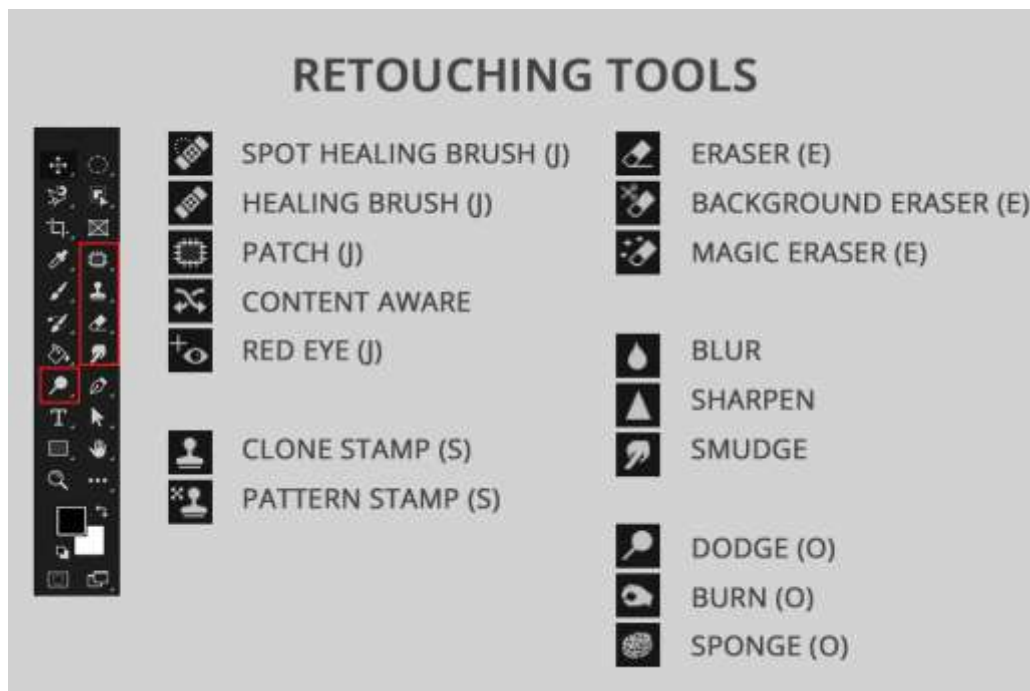 RETOUCHING TOOLS
SPOT HEALING BRUSH (J)
HEALING BRUSH (J)
PATCH (J)
CONTENT AWARE
RED EYE (J)
CLONE STAMP (S)
PATTERN STAMP (S)
ERASER (E)
BACKGROUND ERASER (E)
MAGIC ERASER (E)
BLUR
SHARPEN
SMUDGE
DODGE (O)
BURN (O)
SPONGE (O)